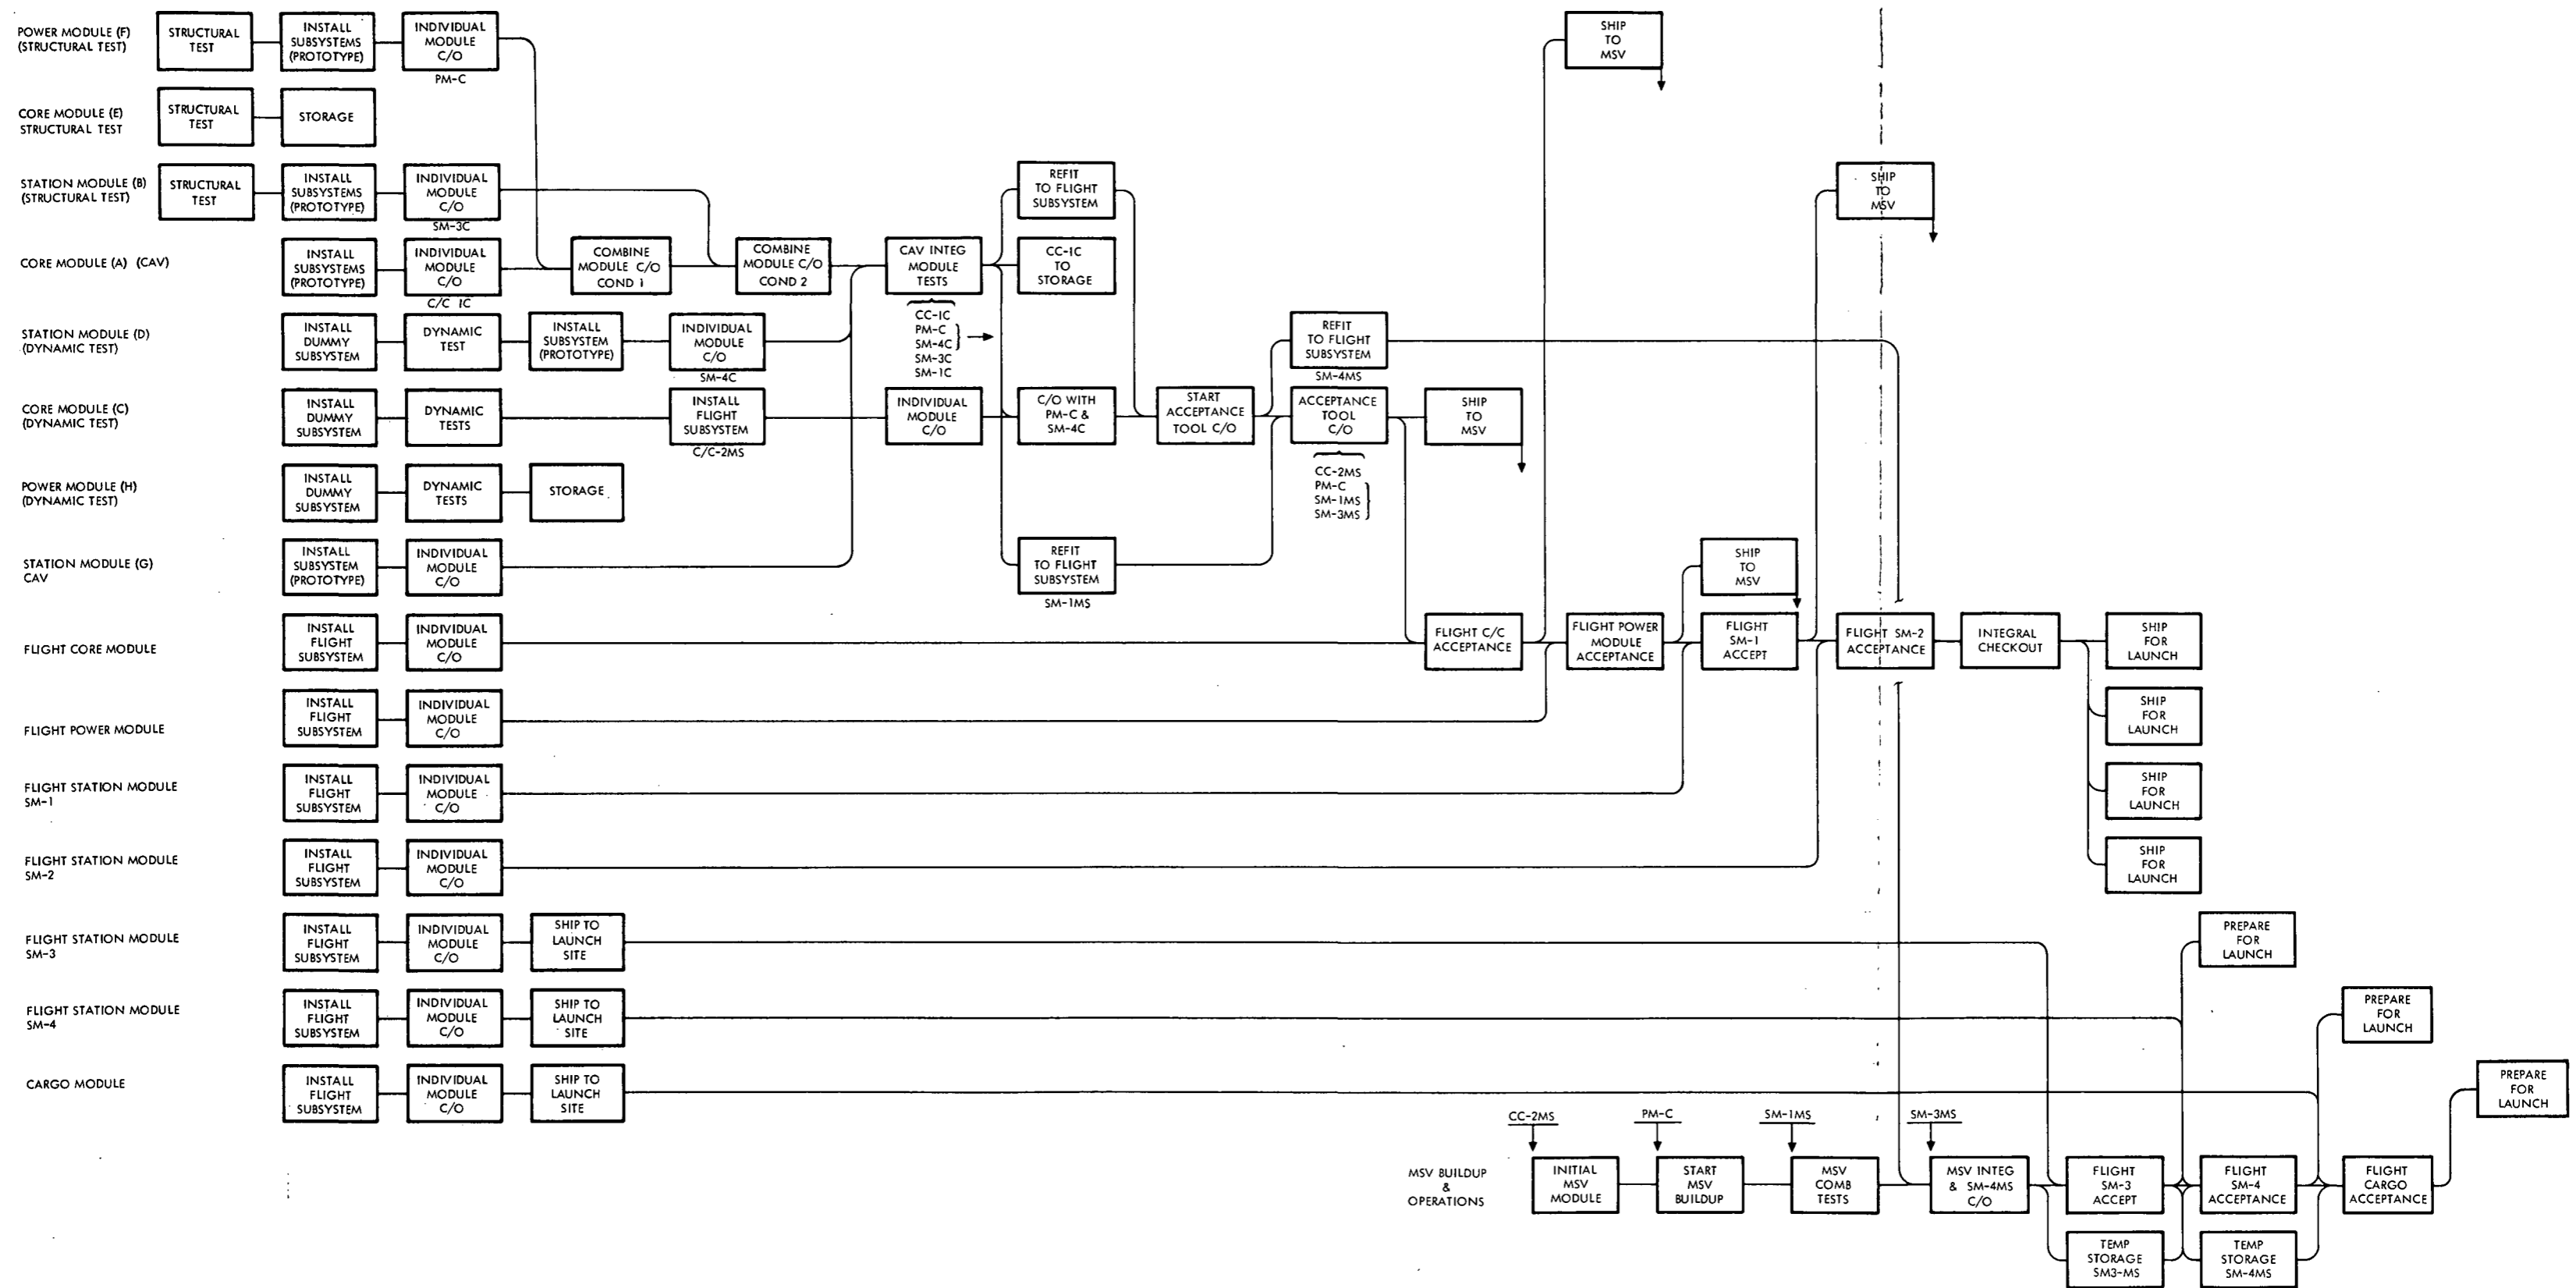 POWER MODULE (F)
(STRUCTURAL TEST)
STRUCTURAL
TEST
INSTALL
SUBSYSTEMS
(PROTOTYPE)
INDIVIDUAL
MODULE
C/O
PM-C
SHIP
TO
MSV
CORE MODULE (E)
STRUCTURAL TEST
STRUCTURAL
TEST
STORAGE
STATION MODULE (B)
(STRUCTURAL TEST)
STRUCTURAL
TEST
INSTALL
SUBSYSTEMS
(PROTOTYPE)
INDIVIDUAL
MODULE
C/O
SM-3C
REFIT
TO FLIGHT
SUBSYSTEM
SHIP
TO
MSV
CORE MODULE (A) (CAV)
INSTALL
SUBSYSTEMS
(PROTOTYPE)
INDIVIDUAL
MODULE
C/O
C/C 1C
COMBINE
MODULE C/O
COND 1
COMBINE
MODULE C/O
COND 2
CAV INTEG
MODULE
TESTS
CC-1C
PM-C
SM-4C
SM-3C
SM-1C
CC-1C
TO
STORAGE
STATION MODULE (D)
(DYNAMIC TEST)
INSTALL
DUMMY
SUBSYSTEM
DYNAMIC
TEST
INSTALL
SUBSYSTEM
(PROTOTYPE)
INDIVIDUAL
MODULE
C/O
SM-4C
REFIT
TO FLIGHT
SUBSYSTEM
SM-4MS
CORE MODULE (C)
(DYNAMIC TEST)
INSTALL
DUMMY
SUBSYSTEM
DYNAMIC
TESTS
INSTALL
FLIGHT
SUBSYSTEM
C/C-2MS
INDIVIDUAL
MODULE
C/O
C/O WITH
PM-C &
SM-4C
START
ACCEPTANCE
TOOL C/O
ACCEPTANCE
TOOL
C/O
CC-2MS
PM-C
SM-1MS
SM-3MS
SHIP
TO
MSV
POWER MODULE (H)
(DYNAMIC TEST)
INSTALL
DUMMY
SUBSYSTEM
DYNAMIC
TESTS
STORAGE
STATION MODULE (G)
CAV
INSTALL
SUBSYSTEM
(PROTOTYPE)
INDIVIDUAL
MODULE
C/O
REFIT
TO FLIGHT
SUBSYSTEM
SM-1MS
SHIP
TO
MSV
FLIGHT CORE MODULE
INSTALL
FLIGHT
SUBSYSTEM
INDIVIDUAL
MODULE
C/O
FLIGHT C/C
ACCEPTANCE
FLIGHT POWER
MODULE
ACCEPTANCE
FLIGHT
SM-1
ACCEPT
FLIGHT SM-2
ACCEPTANCE
INTEGRAL
CHECKOUT
SHIP
FOR
LAUNCH
FLIGHT POWER MODULE
INSTALL
FLIGHT
SUBSYSTEM
INDIVIDUAL
MODULE
C/O
SHIP
FOR
LAUNCH
FLIGHT STATION MODULE
SM-1
INSTALL
FLIGHT
SUBSYSTEM
INDIVIDUAL
MODULE
C/O
SHIP
FOR
LAUNCH
FLIGHT STATION MODULE
SM-2
INSTALL
FLIGHT
SUBSYSTEM
INDIVIDUAL
MODULE
C/O
SHIP
FOR
LAUNCH
FLIGHT STATION MODULE
SM-3
INSTALL
FLIGHT
SUBSYSTEM
INDIVIDUAL
MODULE
C/O
SHIP TO
LAUNCH
SITE
PREPARE
FOR
LAUNCH
FLIGHT STATION MODULE
SM-4
INSTALL
FLIGHT
SUBSYSTEM
INDIVIDUAL
MODULE
C/O
SHIP TO
LAUNCH
SITE
PREPARE
FOR
LAUNCH
CARGO MODULE
INSTALL
FLIGHT
SUBSYSTEM
INDIVIDUAL
MODULE
C/O
SHIP TO
LAUNCH
SITE
PREPARE
FOR
LAUNCH
CC-2MS
PM-C
SM-1MS
SM-3MS
MSV BUILDUP
&
OPERATIONS
INITIAL
MSV
MODULE
START
MSV
BUILDUP
MSV
COMB
TESTS
MSV INTEG
& SM-4MS
C/O
FLIGHT
SM-3
ACCEPT
FLIGHT
SM-4
ACCEPTANCE
FLIGHT
CARGO
ACCEPTANCE
TEMP
STORAGE
SM3-MS
TEMP
STORAGE
SM-4MS